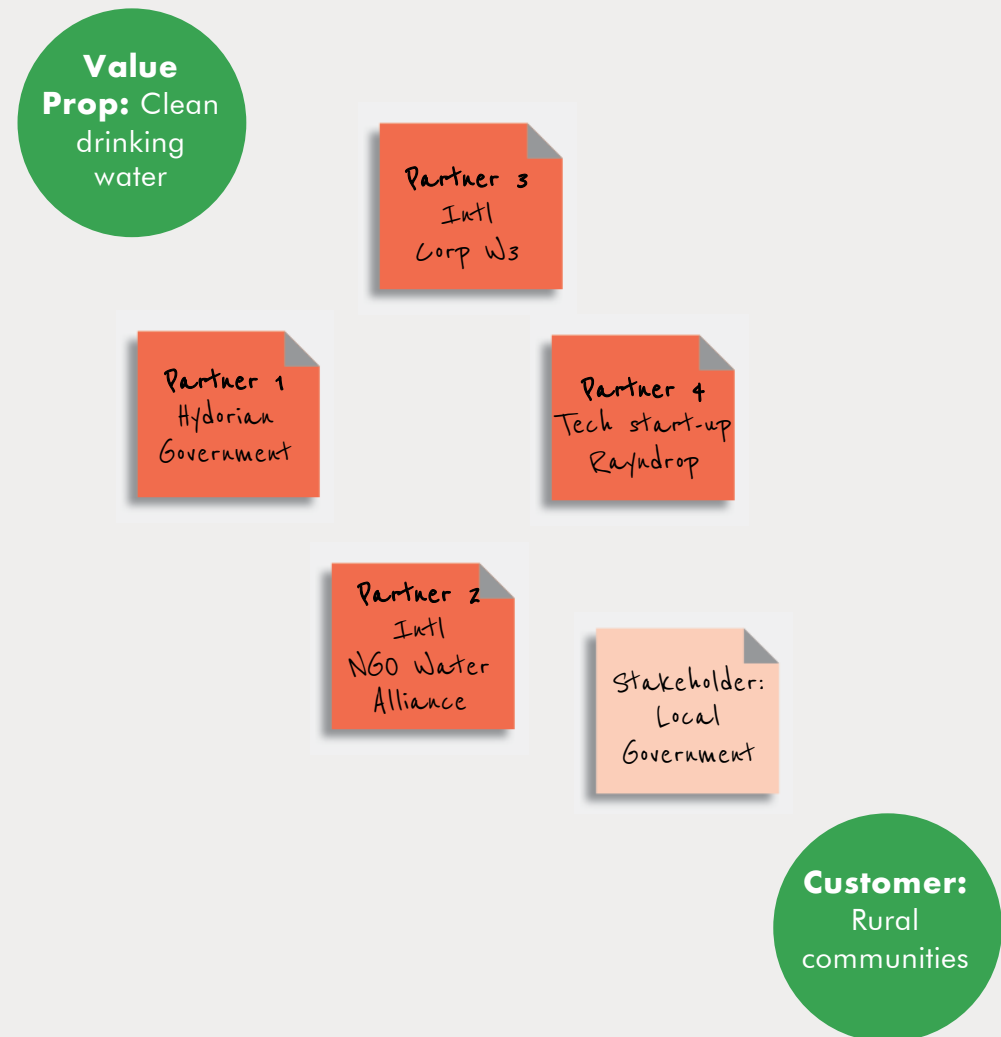 Value
Prop: Clean
drinking
water
Partner 3
Intl
Corp W3
Partner 1
Hydorian
Government
Partner 4
Tech start-up
Rayndrop
Partner 2
Intl
NGO Water
Alliance
Stakeholder:
Local
Government
Customer:
Rural
communities